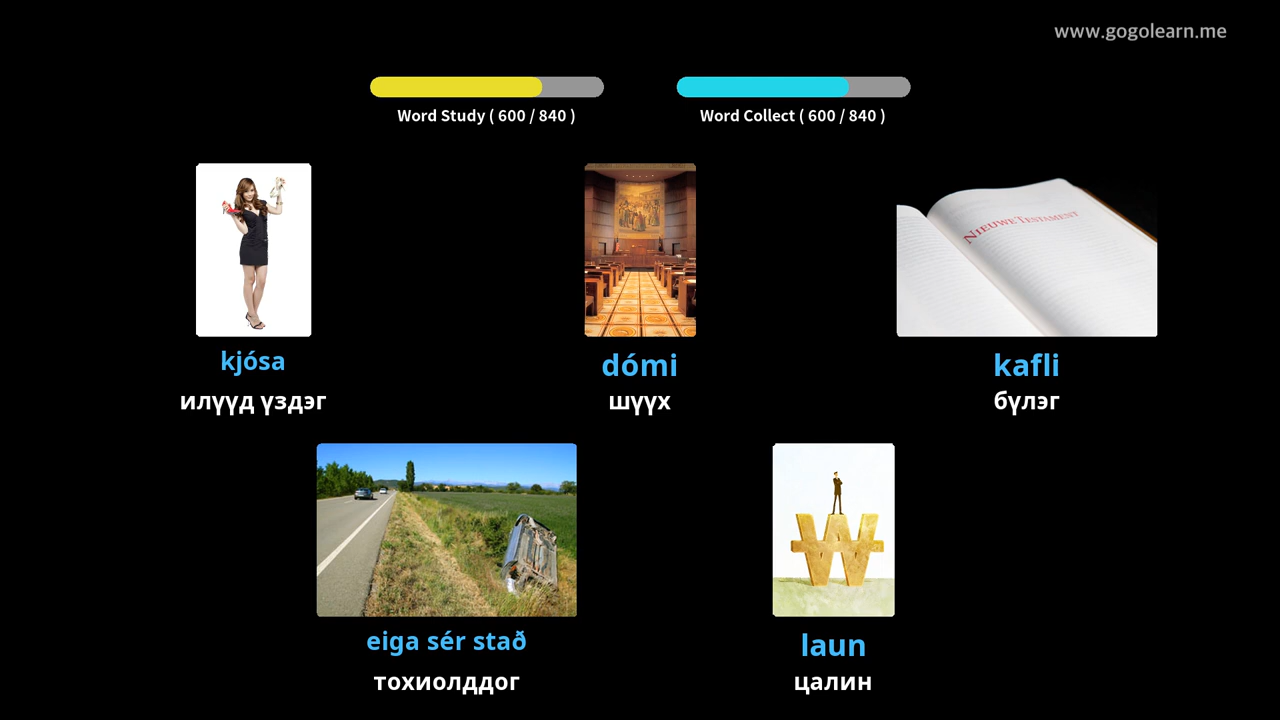 www.gogolearn.me
Word Study ( 600 / 840 )
Word Collect ( 600 / 840 )
NIEUWE TESTAMENT
kjósa
dómi
kafli
илүүд үздэг
шүүх
бүлэг
eiga sér stað
laun
тохиолддог
цалин